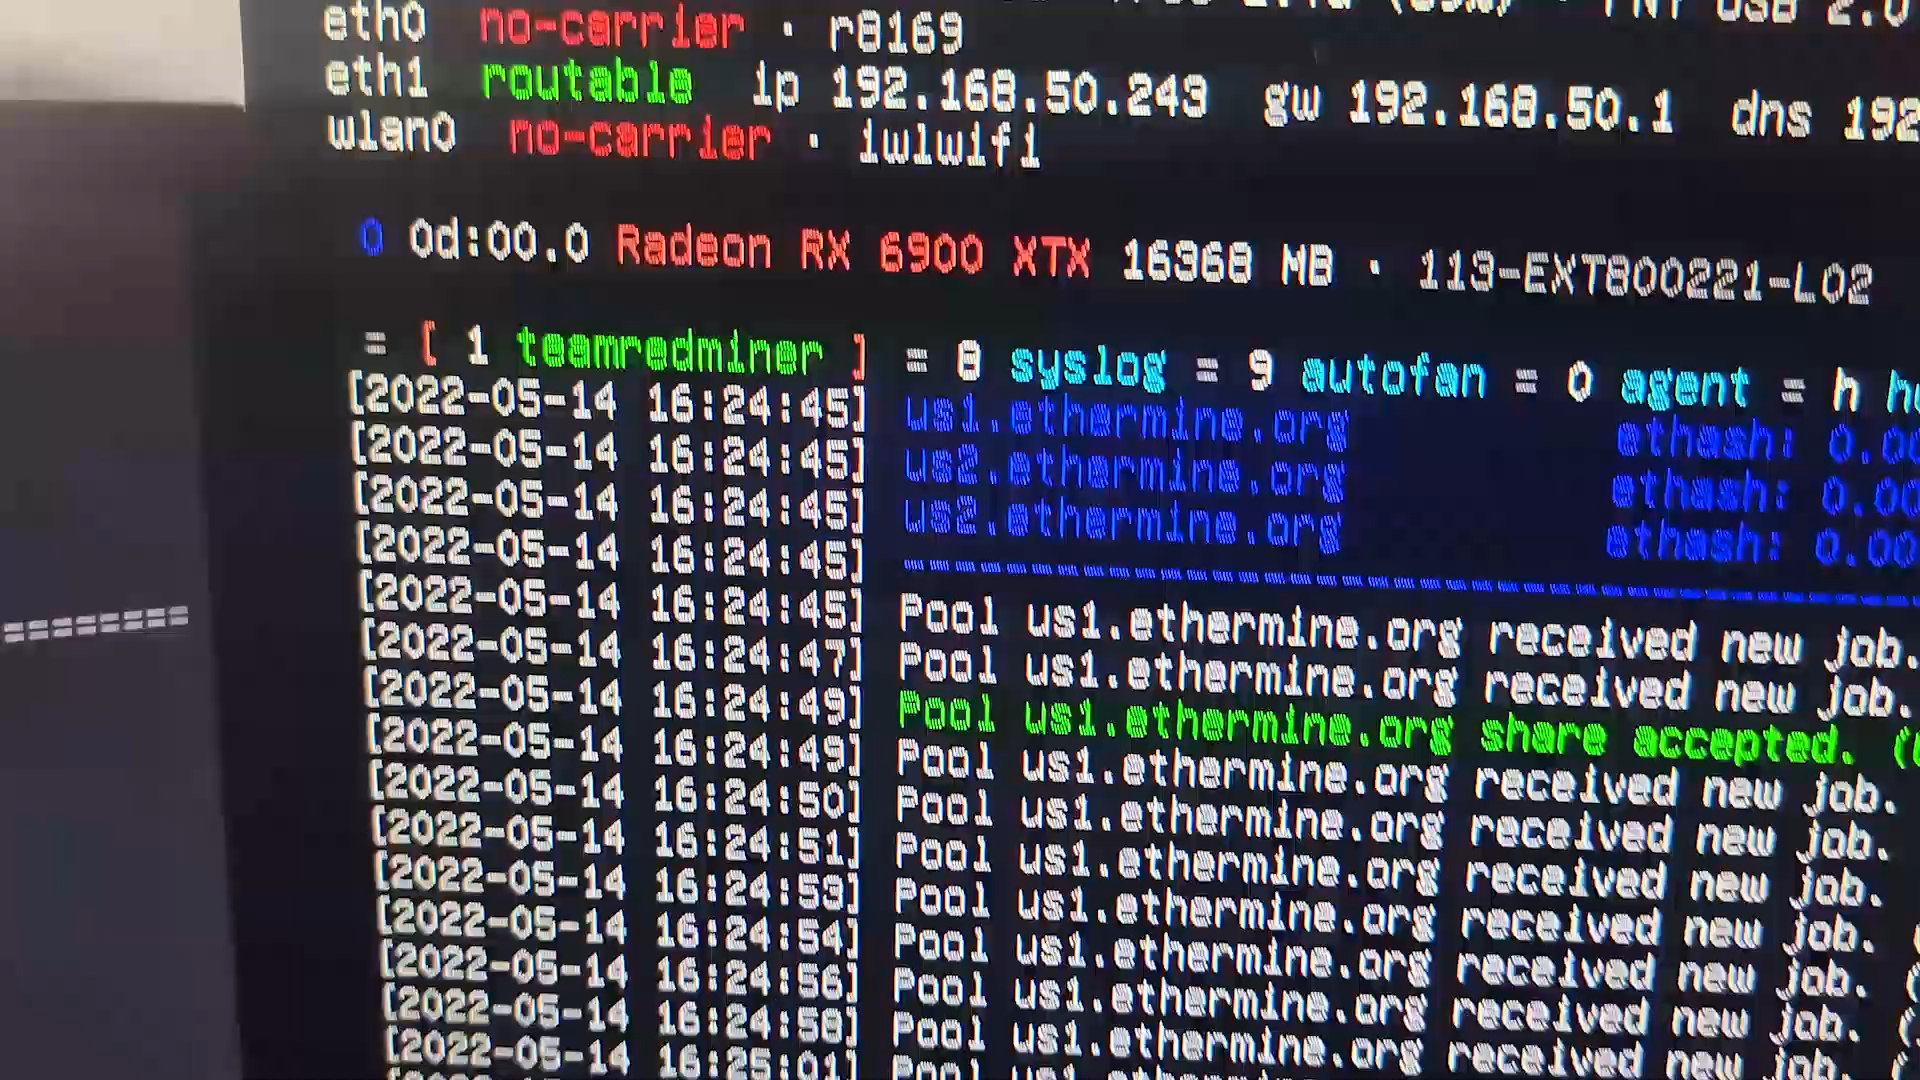 PNY USB 2.0
eth0 no-carrier · r8169
eth1 routable ip 192.168.50.243 gw 192.168.50.1 dns 192
wlan0 no-carrier · iwlwifi
0 0d:00.0 Radeon RX 6900 XTX 16368 MB · 113-EXT800221-L02
= [ 1 teamredminer ] = 8 syslog = 9 autofan = 0 agent = h
[2022-05-14 16:24:45] us1.ethermine.org ethash: 0.00
[2022-05-14 16:24:45] us2.ethermine.org ethash: 0.00
[2022-05-14 16:24:45] us2.ethermine.org ethash: 0.00
[2022-05-14 16:24:45] --------------------------------
[2022-05-14 16:24:45] Pool us1.ethermine.org received new job.
[2022-05-14 16:24:47] Pool us1.ethermine.org received new job.
[2022-05-14 16:24:49] Pool us1.ethermine.org share accepted. (
[2022-05-14 16:24:49] Pool us1.ethermine.org received new job.
[2022-05-14 16:24:50] Pool us1.ethermine.org received new job.
[2022-05-14 16:24:51] Pool us1.ethermine.org received new job.
[2022-05-14 16:24:53] Pool us1.ethermine.org received new job.
[2022-05-14 16:24:54] Pool us1.ethermine.org received new job. (
[2022-05-14 16:24:56] Pool us1.ethermine.org received new job. (
[2022-05-14 16:24:58] Pool us1.ethermine.org received new job. (
[2022-05-14 16:25:01] Pool us1.ethermine.org